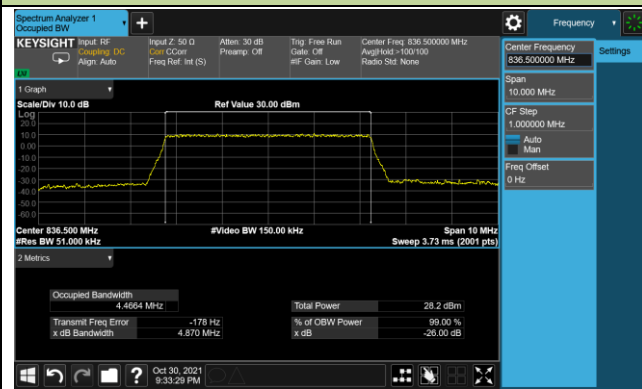 Spectrum Analyzer 1
Occupied BW
Frequency
KEYSIGHT
Input: RF
Coupling: DC
Align: Auto
Input Z: 50 Ω
Corr CCorr
Freq Ref: Int (S)
Atten: 30 dB
Preamp: Off
Trig: Free Run
Gate: Off
#IF Gain: Low
Center Freq: 836.500000 MHz
Avg|Hold:>100/100
Radio Std: None
Center Frequency
836.500000 MHz
Settings
Span
10.000 MHz
CF Step
1.000000 MHz
Auto
Man
Freq Offset
0 Hz
1 Graph
Scale/Div 10.0 dB
Ref Value 30.00 dBm
Log
20.0
10.0
0.00
-10.0
-20.0
-30.0
-40.0
-50.0
-60.0
Center 836.500 MHz
#Video BW 150.00 kHz
Span 10 MHz
#Res BW 51.000 kHz
Sweep 3.73 ms (2001 pts)
2 Metrics
Occupied Bandwidth
4.4664 MHz
Total Power
28.2 dBm
Transmit Freq Error
-178 Hz
% of OBW Power
99.00 %
x dB Bandwidth
4.870 MHz
x dB
-26.00 dB
Oct 30, 2021
9:33:29 PM